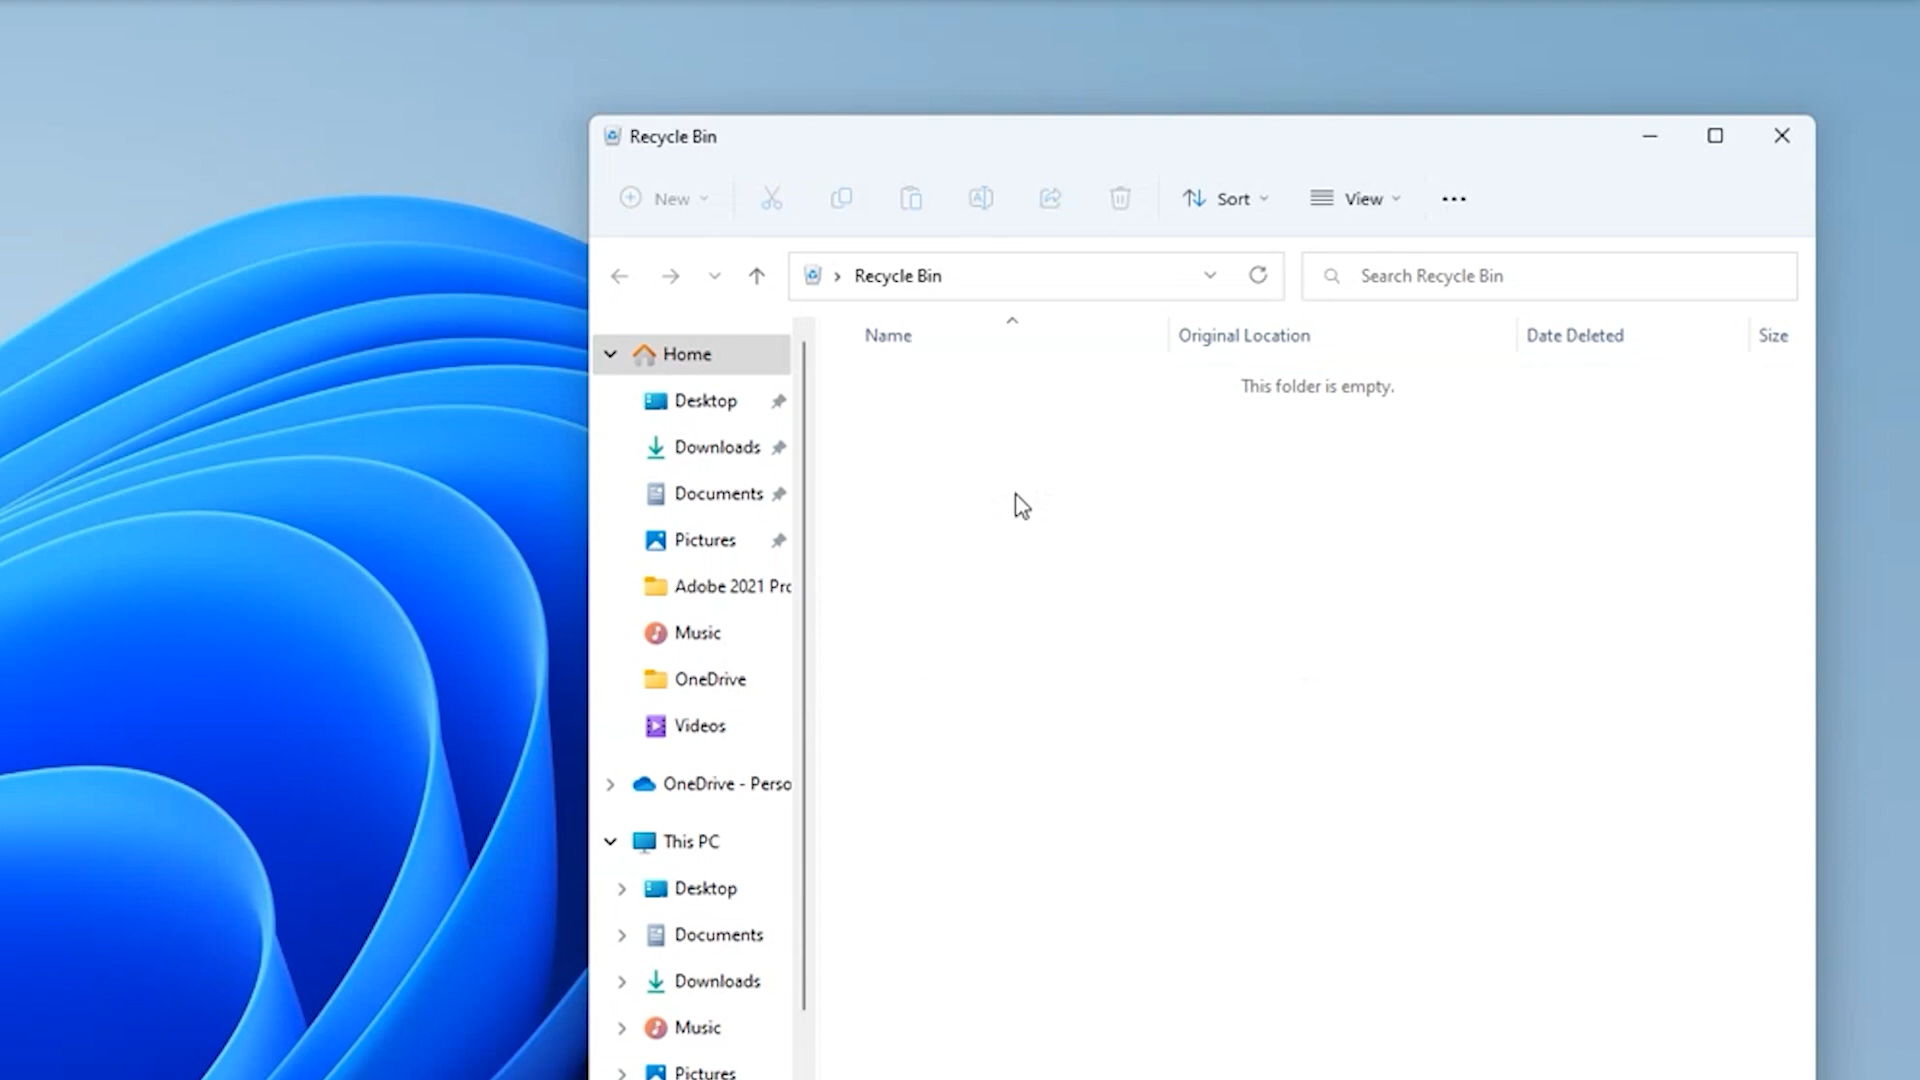 Recycle Bin
New
Sort
View
Recycle Bin
Search Recycle Bin
Name
Original Location
Date Deleted
Size
This folder is empty.
Home
Desktop
Downloads
Documents
Pictures
Adobe 2021 Pro
Music
OneDrive
Videos
OneDrive - Perso
This PC
Desktop
Documents
Downloads
Music
Pictures